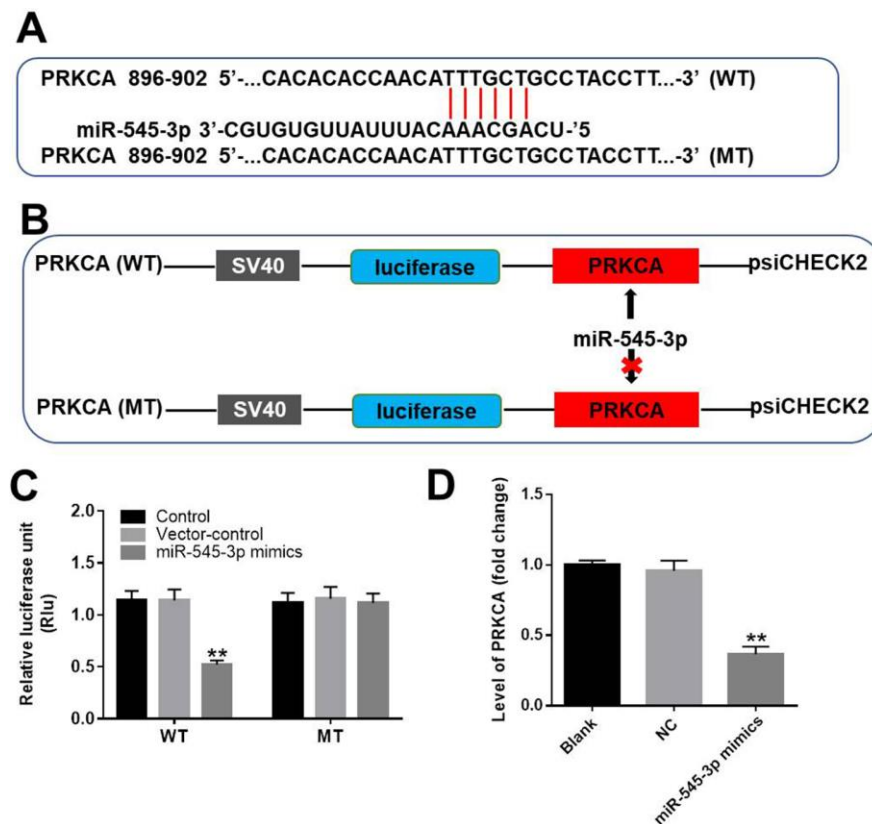 A
PRKCA 896-902 5’-...CACACACCAACATTTGCTGCCTACCTT...-3’ (WT)
miR-545-3p 3’-CGUGUGUUAUUUACAAACGACU-’5
PRKCA 896-902 5’-...CACACACCAACATTTGCTGCCTACCTT...-3’ (MT)
B
PRKCA (WT) SV40 luciferase PRKCA psiCHECK2
miR-545-3p
PRKCA (MT) SV40 luciferase PRKCA psiCHECK2
C
Relative luciferase unit
(Rlu)
2.0
1.5
1.0
0.5
0.0
Control
Vector-control
miR-545-3p mimics
**
WT MT
D
Level of PRKCA (fold change)
1.5
1.0
0.5
0.0
**
Blank
NC
miR-545-3p mimics